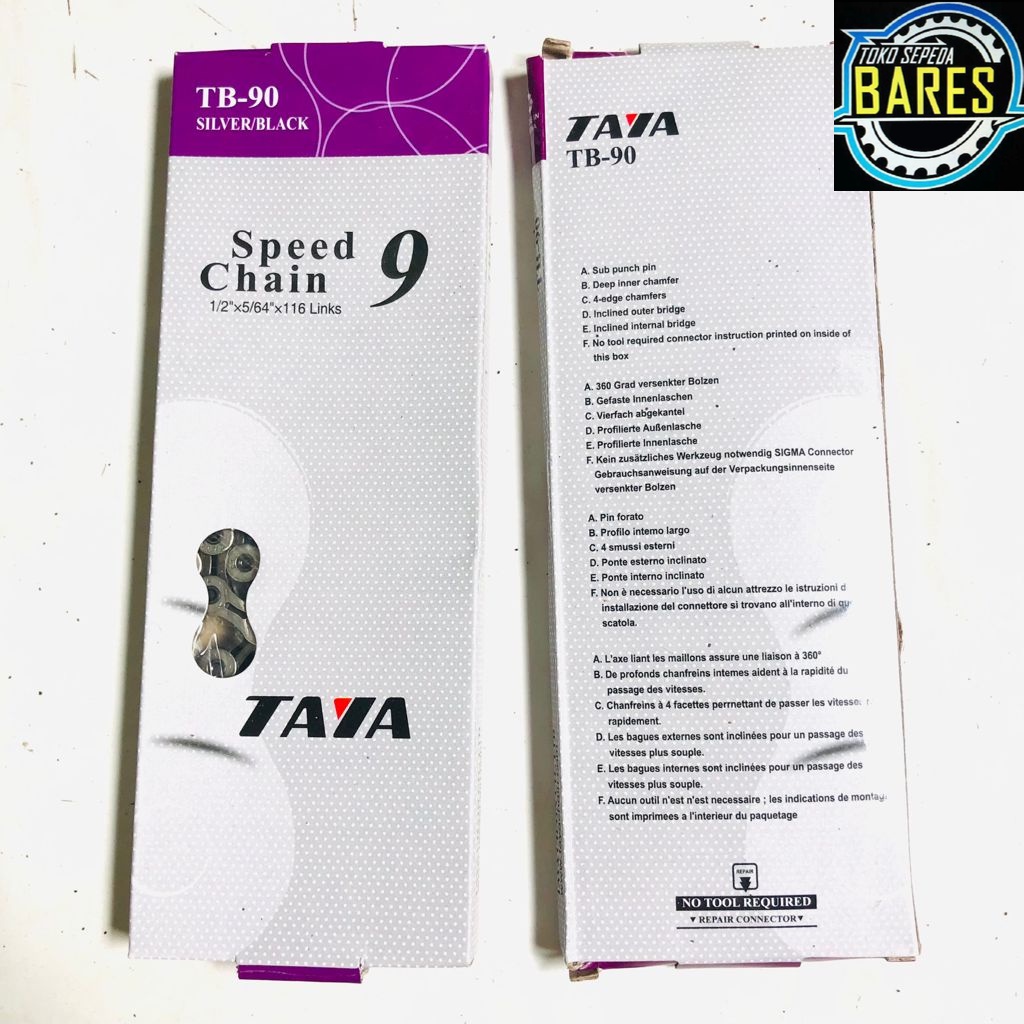 TB-90
SILVER/BLACK
Speed
Chain 9
1/2"×5/64"×116 Links
TAYA
TOKO SEPEDA
BARES
TAYA
TB-90
A. Sub punch pin
B. Deep inner chamfer
C. 4-edge chamfers
D. Inclined outer bridge
E. Inclined internal bridge
F. No tool required connector instruction printed on inside of
this box
A. 360 Grad versenkter Bolzen
B. Gefaste Innenlaschen
C. Vierfach abgekantel
D. Profilierte Außenlasche
E. Profilierte Innenlasche
F. Kein zusätzliches Werkzeug notwendig SIGMA Connector
Gebrauchsanweisung auf der Verpackungsinnenseite
versenkter Bolzen
A. Pin forato
B. Profilo intemo largo
C. 4 smussi esterni
D. Ponte esterno inclinato
E. Ponte interno inclinato
F. Non è necessario l'uso di alcun attrezzo le istruzioni d
installazione del connettore si trovano all'interno di
scatola.
A. L'axe liant les maillons assure une liaison à 360°
B. De profonds chanfreins intemes aident à la rapidité du
passage des vitesses.
C. Chanfreins à 4 facettes perrnettant de passer les
rapidement.
D. Les bagues externes sont inclinées pour un passage des
vitesses plus souple.
E. Les bagues internes sont inclinées pour un passage des
vitesses plus souple.
F. Aucun outil n'est n'est necessaire ; les indications de
sont imprimees a l'interieur du paquetage
REPAIR
NO TOOL REQUIRED
▼ REPAIR CONNECTOR ▼